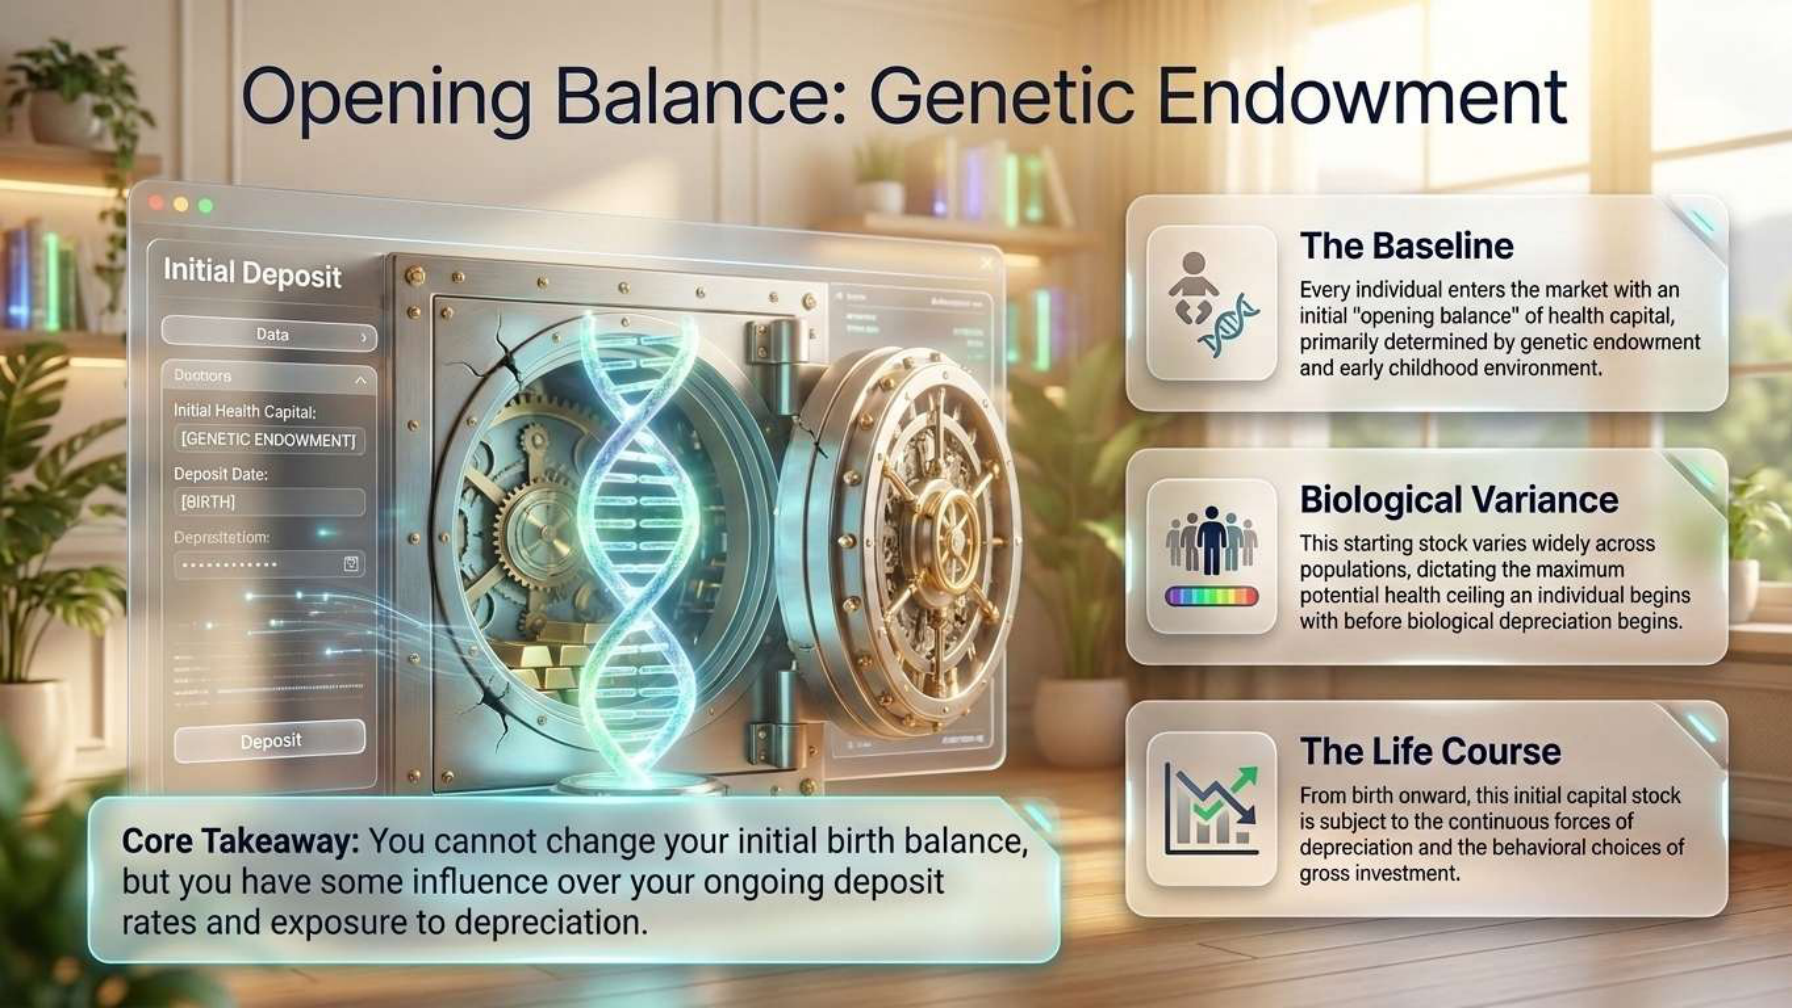 Opening Balance: Genetic Endowment
Initial Deposit
Data
Duotiors
Initial Health Capital:
[GENETIC ENDOWMENT]
Deposit Date:
[BIRTH]
Depresitetiom:
Deposit
Core Takeaway: You cannot change your initial birth balance,
but you have some influence over your ongoing deposit
rates and exposure to depreciation.
The Baseline
Every individual enters the market with an
initial "opening balance" of health capital,
primarily determined by genetic endowment
and early childhood environment.
Biological Variance
This starting stock varies widely across
populations, dictating the maximum
potential health ceiling an individual begins
with before biological depreciation begins.
The Life Course
From birth onward, this initial capital stock
is subject to the continuous forces of
depreciation and the behavioral choices of
gross investment.